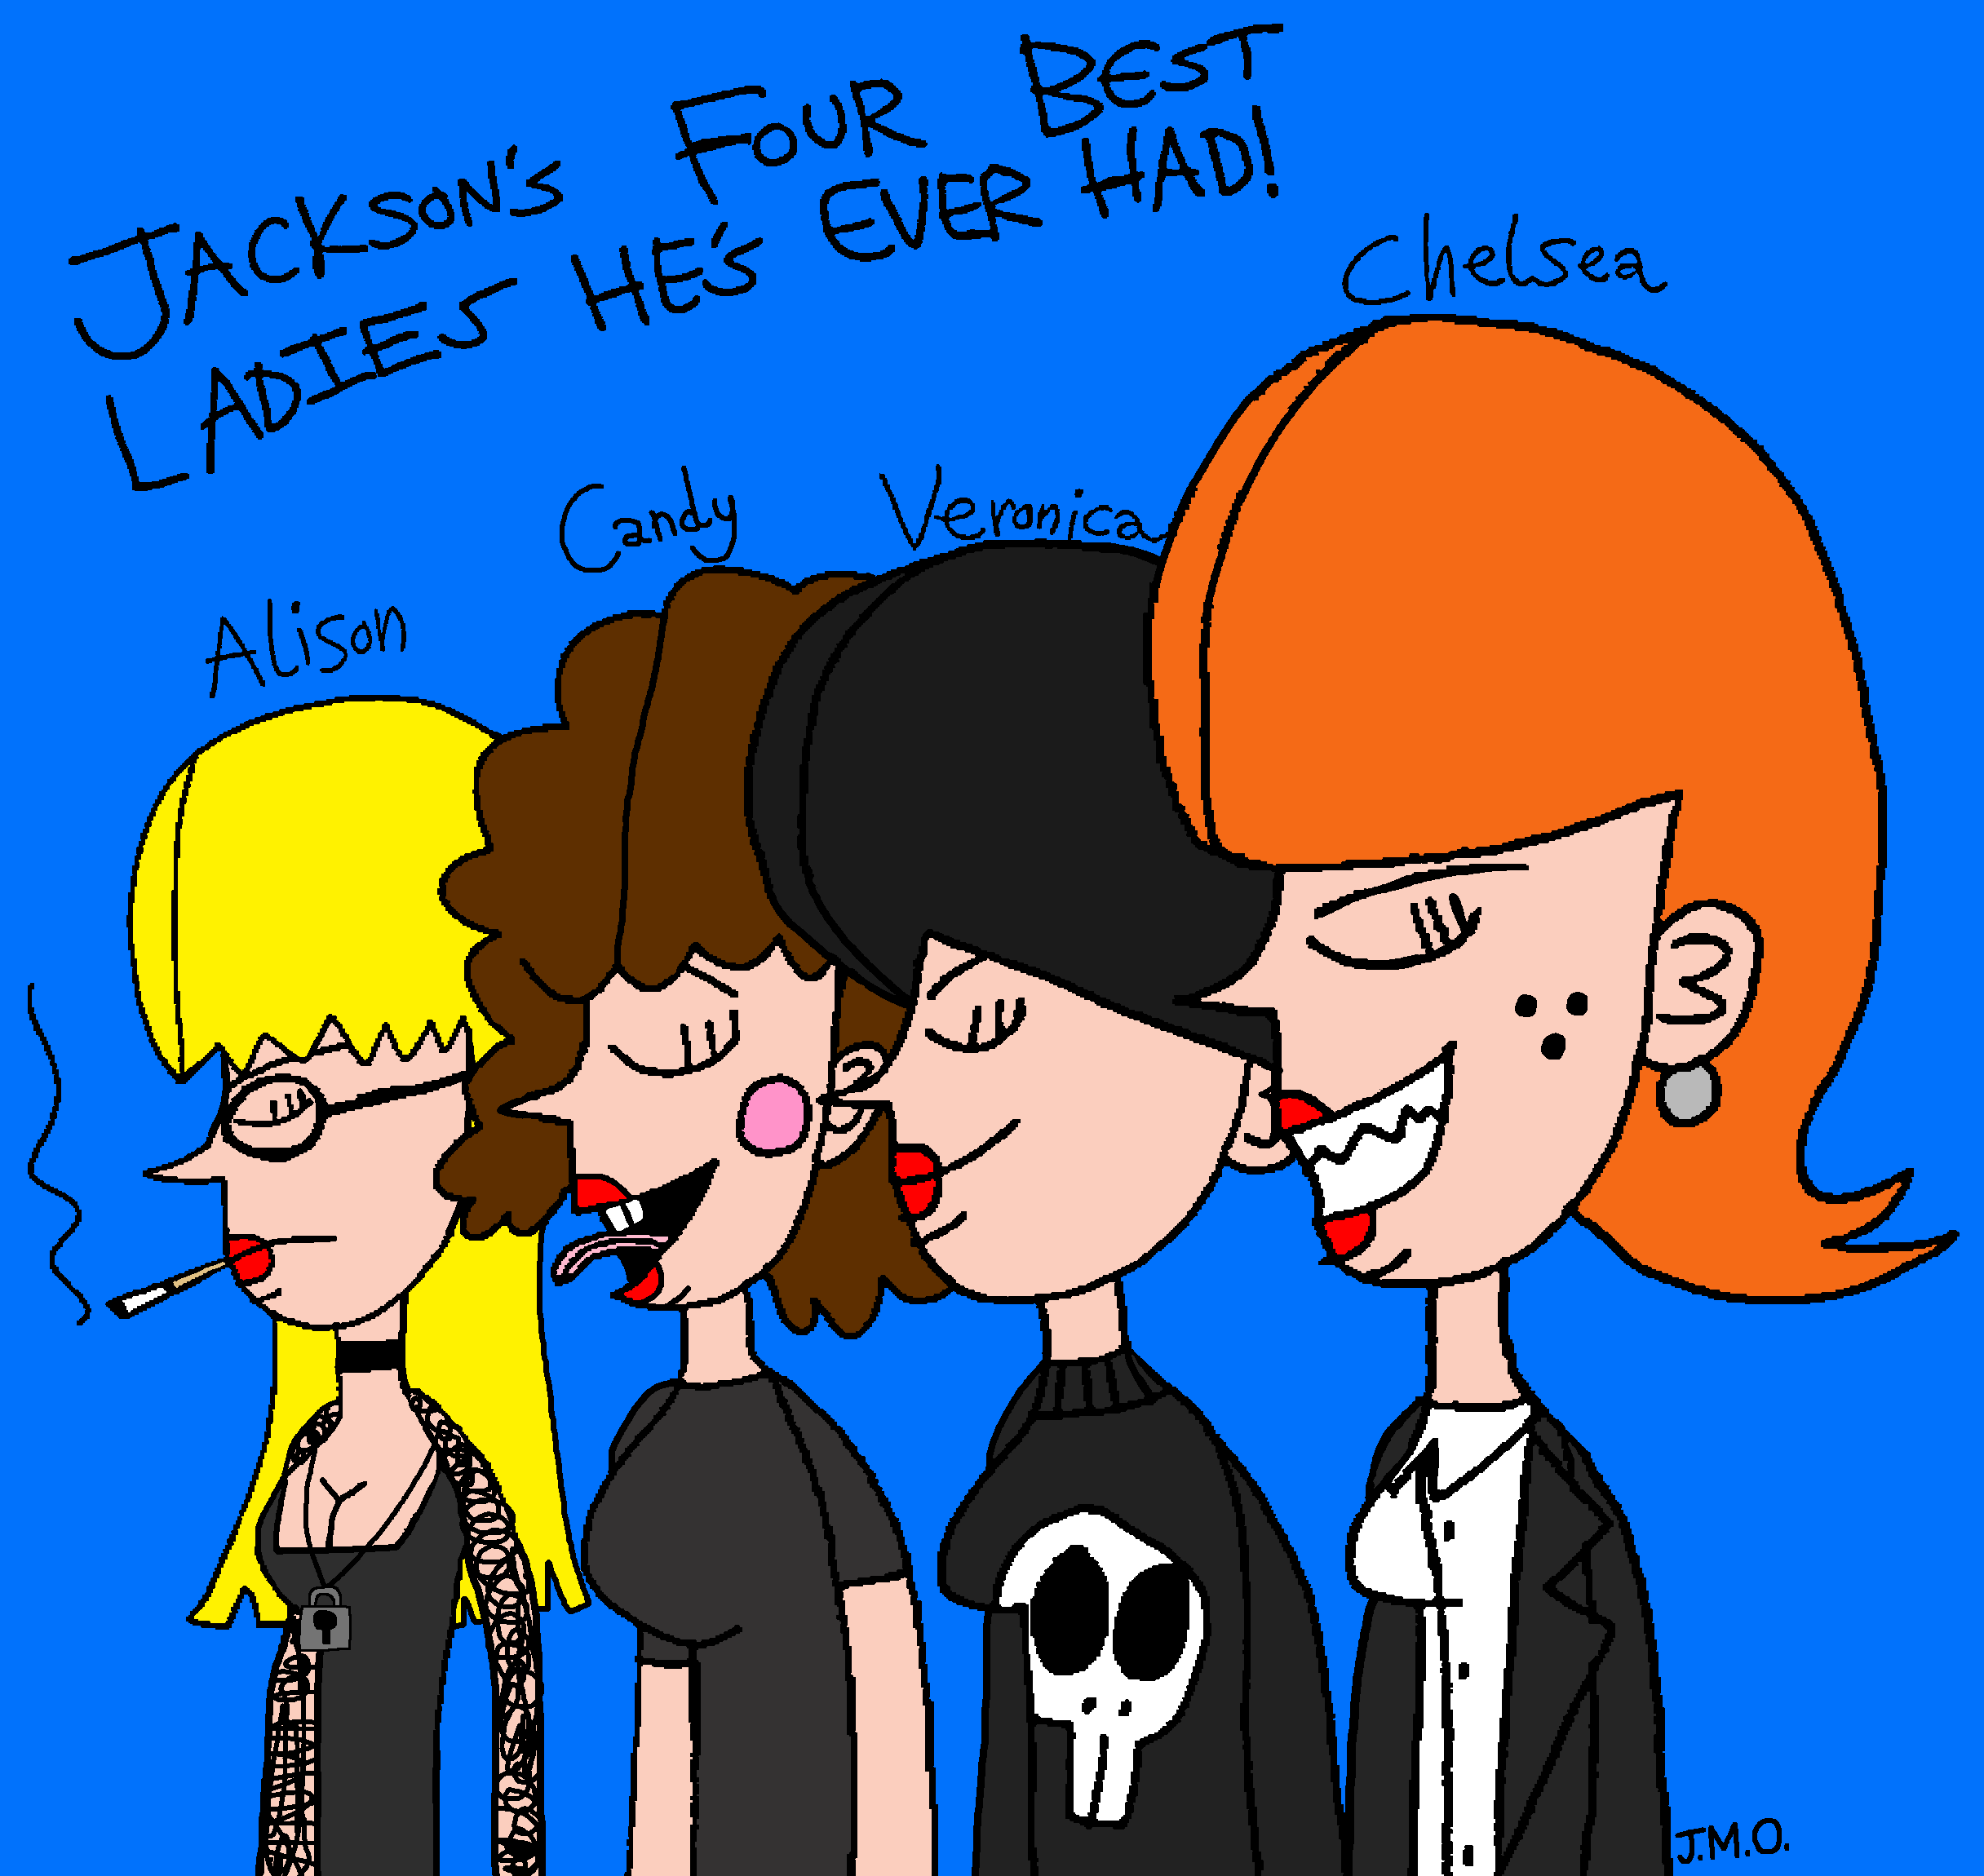 JACKSON'S FOUR BEST
LADIES HE'S EVER HAD!
Chelsea
Veronica
Candy
Alison
J.M.O.